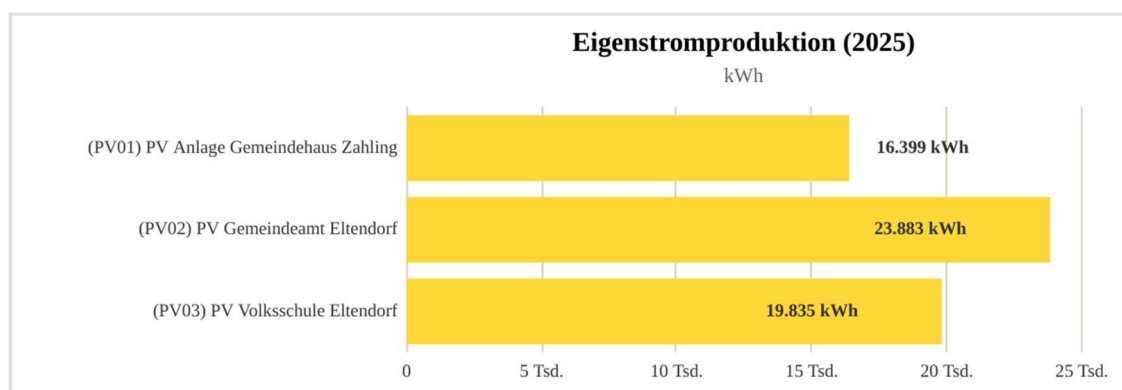 Eigenstromproduktion (2025)
kWh
(PV01) PV Anlage Gemeindehaus Zahling
16.399 kWh
(PV02) PV Gemeindeamt Eltendorf
23.883 kWh
(PV03) PV Volksschule Eltendorf
19.835 kWh
0 5 Tsd. 10 Tsd. 15 Tsd. 20 Tsd. 25 Tsd.